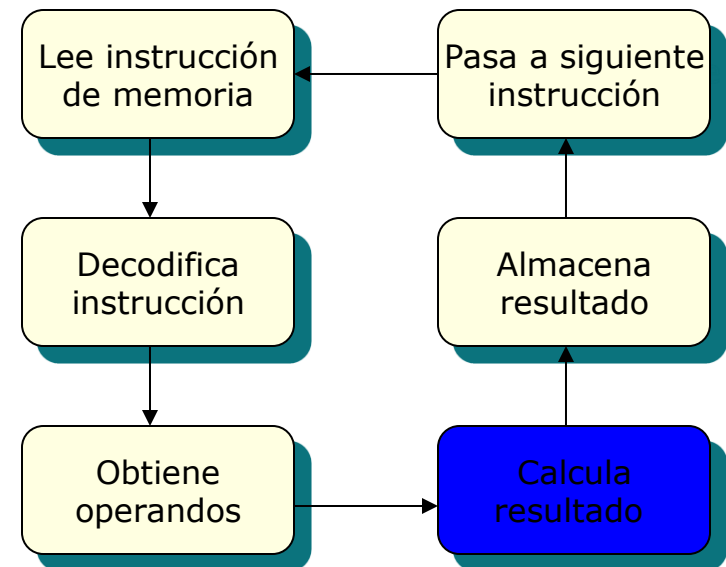 Lee instrucción
de memoria
Pasa a siguiente
instrucción
Decodifica
instrucción
Almacena
resultado
Obtiene
operandos
Calcula
resultado